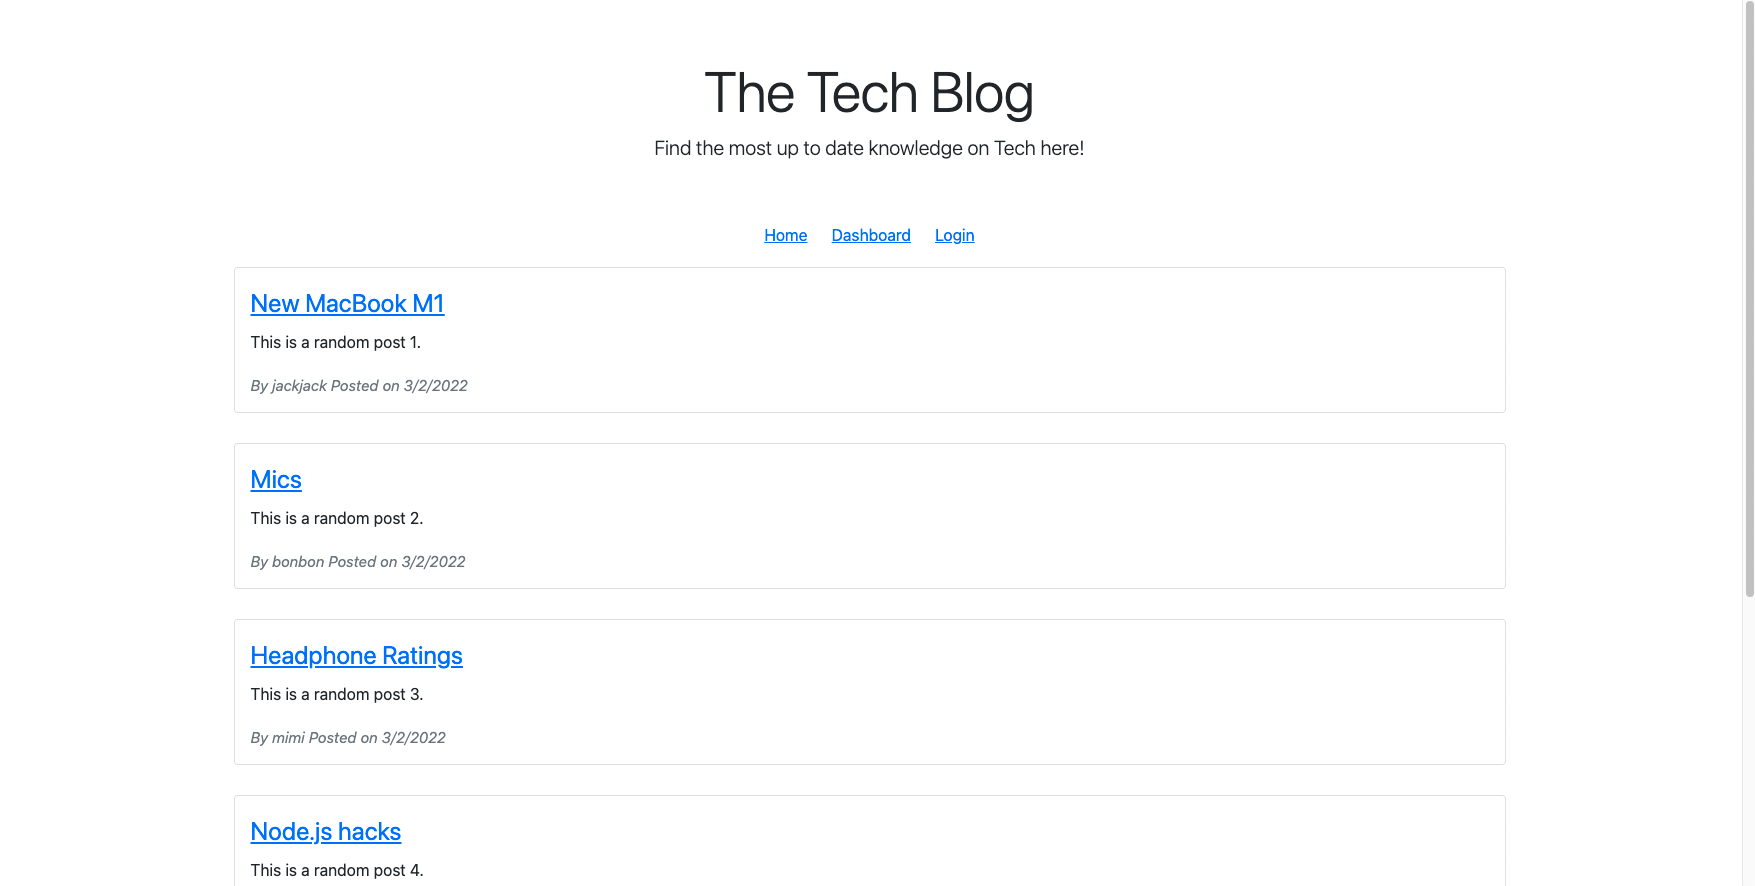 The Tech Blog
Find the most up to date knowledge on Tech here!
Home Dashboard Login
New MacBook M1
This is a random post 1.
By jackjack Posted on 3/2/2022
Mics
This is a random post 2.
By bonbon Posted on 3/2/2022
Headphone Ratings
This is a random post 3.
By mimi Posted on 3/2/2022
Node.js hacks
This is a random post 4.